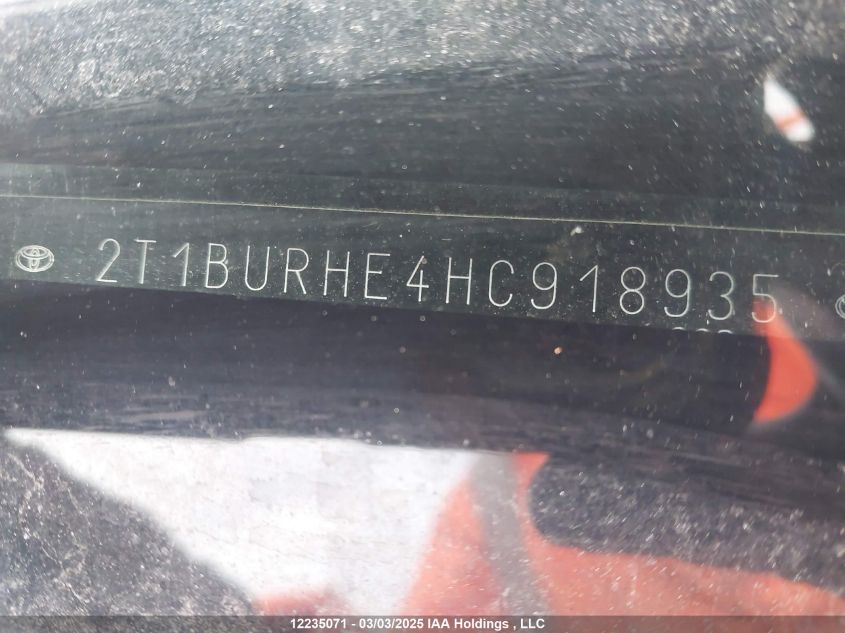 2T1BURHE4HC918935
12235071 - 03/03/2025 IAA Holdings , LLC